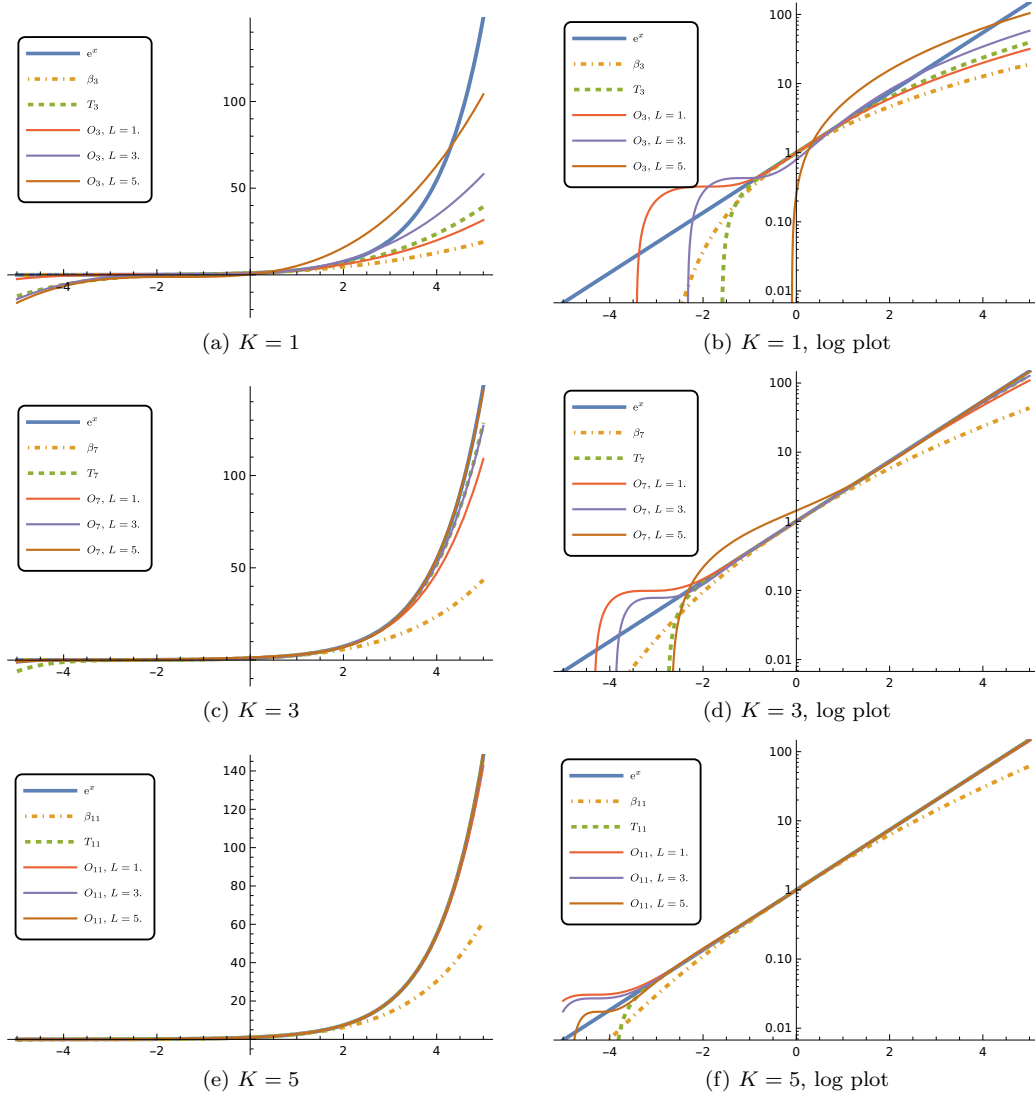 e^x
β_3
T_3
O_3, L = 1.
O_3, L = 3.
O_3, L = 5.
100
50
−4
2
4
(a) K = 1
e^x
β_3
T_3
O_3, L = 1.
O_3, L = 3.
O_3, L = 5.
100
10
1
0.10
0.01
−4
−2
0
2
4
(b) K = 1, log plot
e^x
β_7
T_7
O_7, L = 1.
O_7, L = 3.
O_7, L = 5.
100
50
−4
−2
2
4
(c) K = 3
e^x
β_7
T_7
O_7, L = 1.
O_7, L = 3.
O_7, L = 5.
100
10
1
0.10
0.01
−4
−2
0
2
4
(d) K = 3, log plot
e^x
β_11
T_11
O_11, L = 1.
O_11, L = 3.
O_11, L = 5.
140
120
100
80
60
40
20
−4
−2
0
2
4
(e) K = 5
e^x
β_11
T_11
O_11, L = 1.
O_11, L = 3.
O_11, L = 5.
100
10
1
0.10
0.01
−4
−2
0
2
4
(f) K = 5, log plot